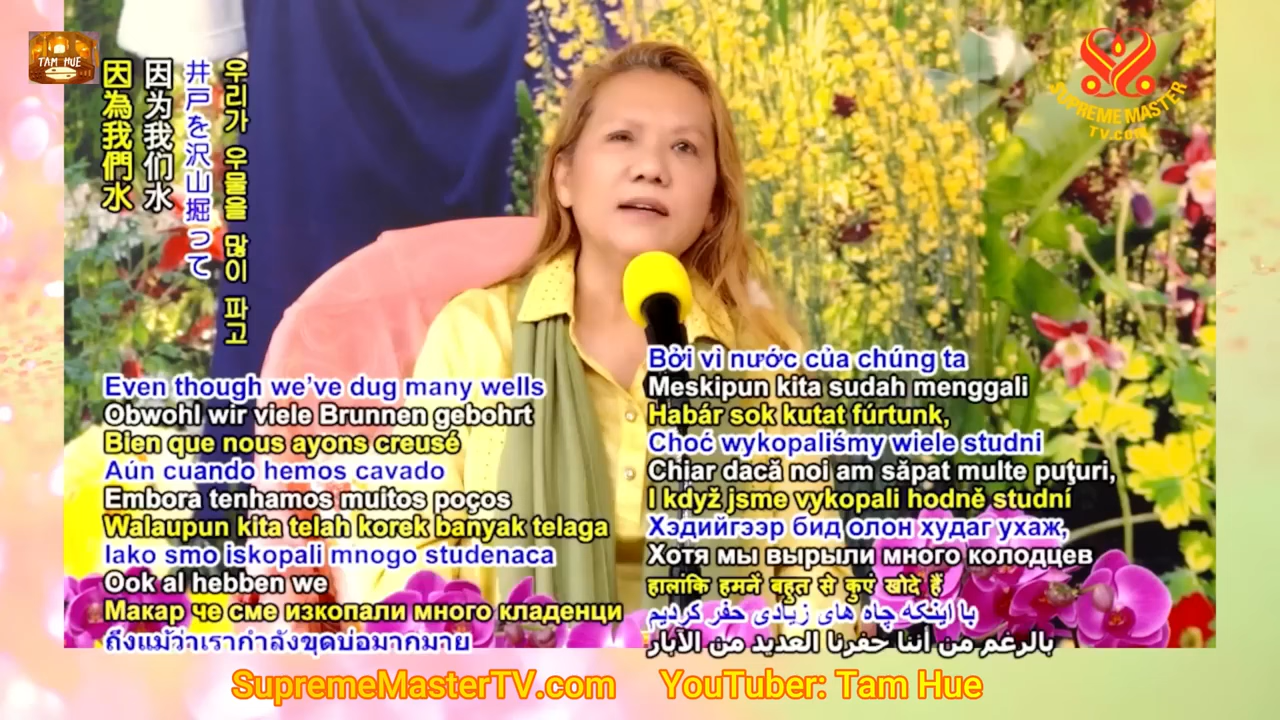 TAM HUE
SUPREME MASTER
TV.COM
因為我們水
因为我们水
井戸を沢山掘って
우리가 우물을 많이 파고
Even though we've dug many wells
Obwohl wir viele Brunnen gebohrt
Bien que nous ayons creusé
Aún cuando hemos cavado
Embora tenhamos muitos poços
Walaupun kita telah korek banyak telaga
Iako smo iskopali mnogo studenaca
Ook al hebben we
Макар че сме изкопали много кладенци
ถึงแม้ว่าเรากำลังขุดบ่อมากมาย
Bởi vì nước của chúng ta
Meskipun kita sudah menggali
Habár sok kutat fúrtunk,
Choć wykopaliśmy wiele studni
Chiar dacă noi am săpat multe puţuri,
I když jsme vykopali hodně studní
Хэдийгээр бид олон худаг ухаж,
Хотя мы вырыли много колодцев
हालांकि हमनें बहुत से कुएं खोदे हैं
با اینکه چاه های زیادی حفر کردیم
بالرغم من أننا حفرنا العديد من الآبار
SupremeMasterTV.com YouTuber: Tam Hue